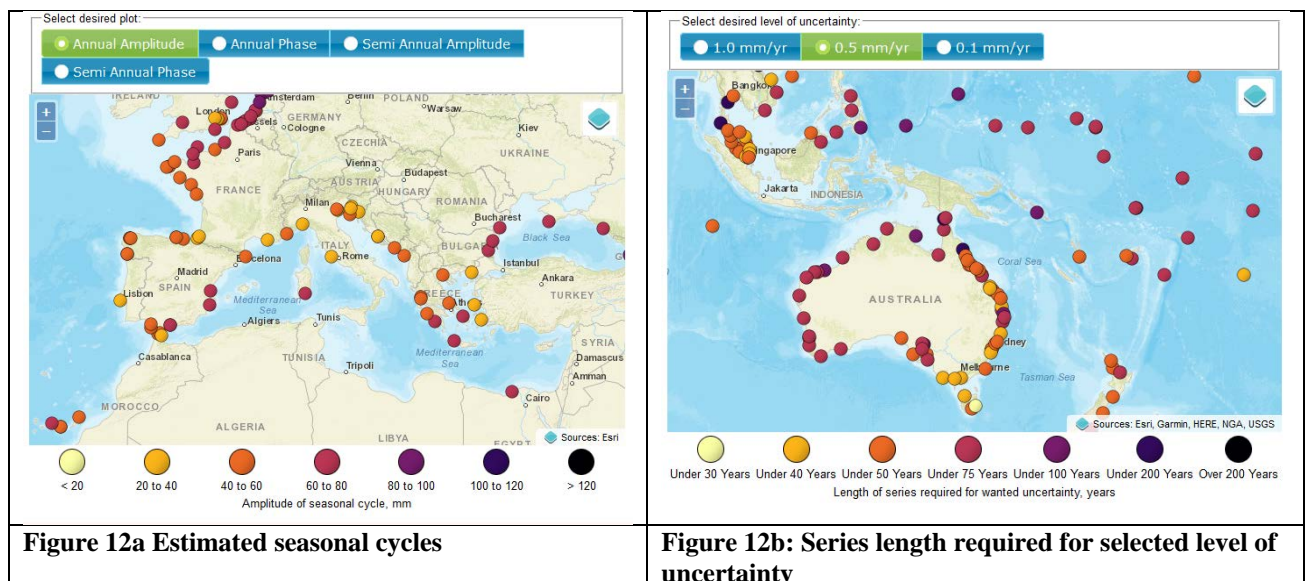 Select desired plot:
Annual Amplitude Annual Phase Semi Annual Amplitude
Semi Annual Phase
+
−
IRELAND
London
Amsterdam
Berlin
POLAND
Warsaw
GERMANY
Cologne
Kiev
CZECHIA
UKRAINE
Paris
Vienna
Budapest
AUSTRIA
HUNGARY
FRANCE
Milan
ROMANIA
Bucharest
Black Sea
ITALY
Rome
Istanbul
Madrid
SPAIN
Lisbon
Ankara
TURKEY
Mediterranean
Sea
Algiers
Tunis
SYRIA
Casablanca
TUNISIA
Tripoli
Mediterranean
Sea
Damascus
Amman
Cairo
MOROCCO
ALGERIA
LIBYA
EGYPT
Sources: Esri
< 20 20 to 40 40 to 60 60 to 80 80 to 100 100 to 120 > 120
Amplitude of seasonal cycle, mm
Figure 12a Estimated seasonal cycles
Select desired level of uncertainty:
1.0 mm/yr 0.5 mm/yr 0.1 mm/yr
+
−
Jakarta
INDONESIA
Coral Sea
AUSTRALIA
Tasman Sea
Sources: Esri, Garmin, HERE, NGA, USGS
Under 30 Years Under 40 Years Under 50 Years Under 75 Years Under 100 Years Under 200 Years Over 200 Years
Length of series required for wanted uncertainty, years
Figure 12b: Series length required for selected level of
uncertainty